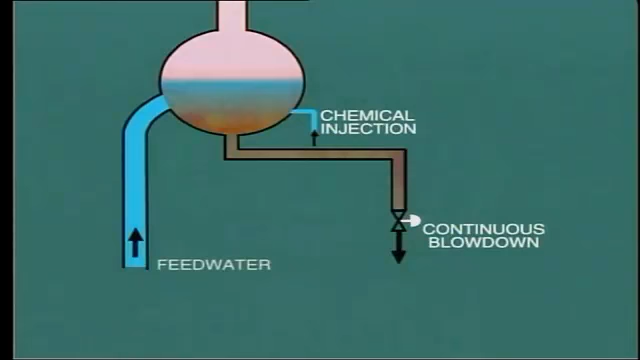 CHEMICAL
INJECTION
CONTINUOUS
BLOWDOWN
FEEDWATER